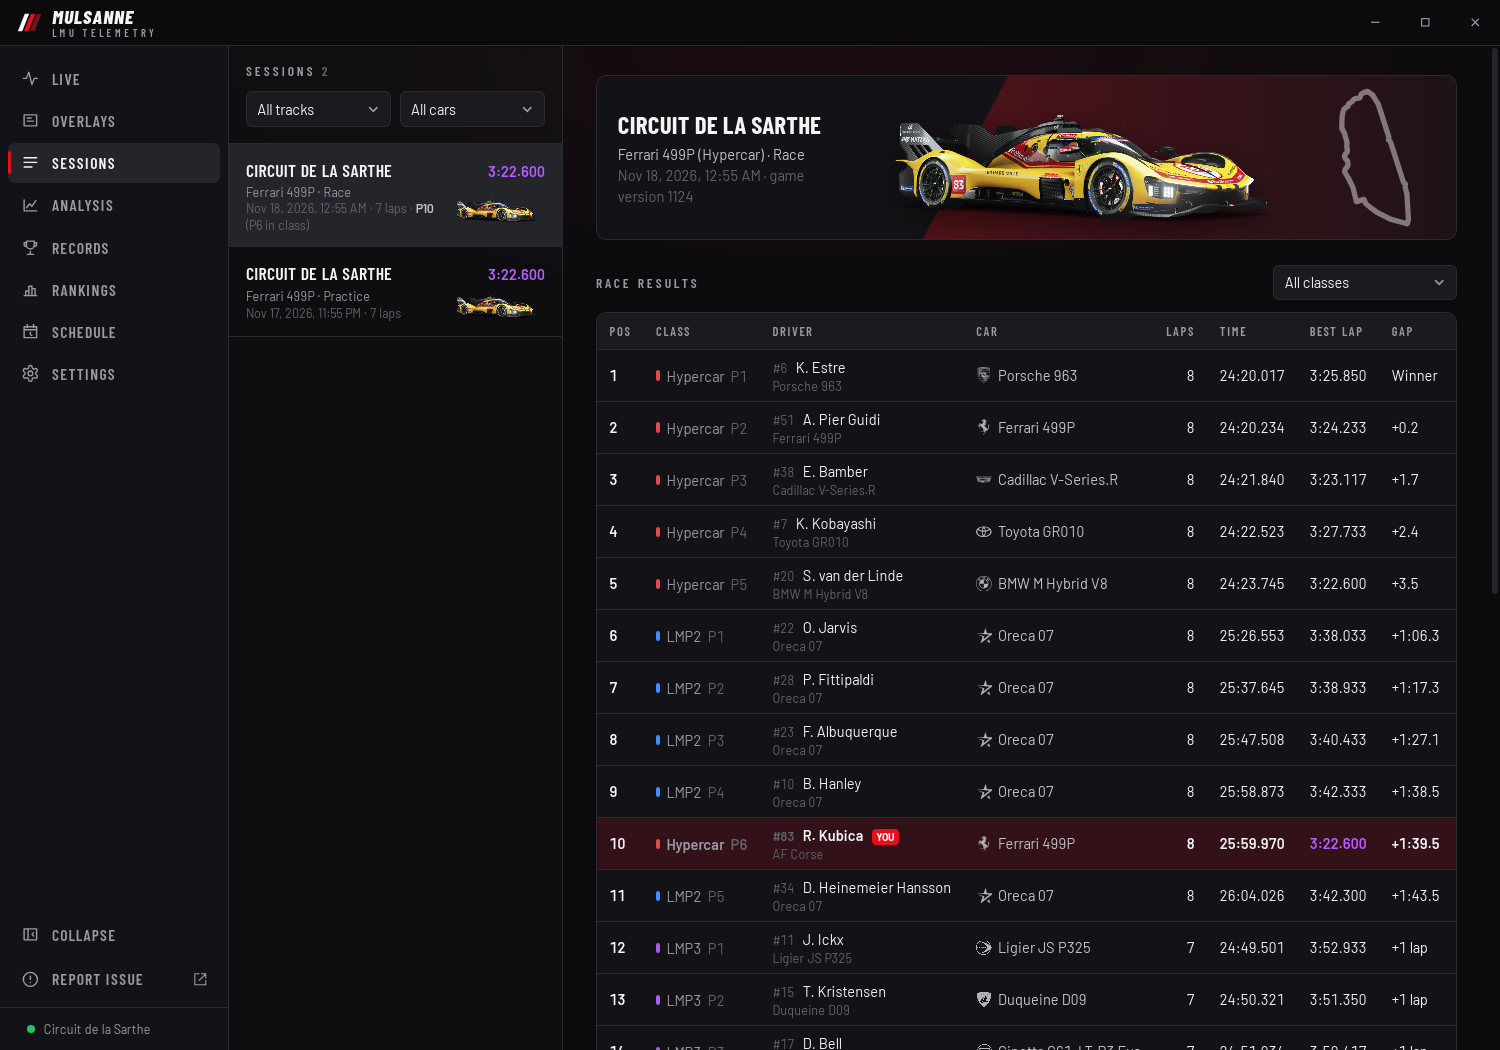 MULSANNE
LMU TELEMETRY
LIVE
OVERLAYS
SESSIONS
ANALYSIS
RECORDS
RANKINGS
SCHEDULE
SETTINGS
COLLAPSE
REPORT ISSUE
Circuit de la Sarthe
SESSIONS 2
All tracks
All cars
CIRCUIT DE LA SARTHE 3:22.600
Ferrari 499P · Race
Nov 18, 2026, 12:55 AM · 7 laps · P10
(P6 in class)
CIRCUIT DE LA SARTHE 3:22.600
Ferrari 499P · Practice
Nov 17, 2026, 11:55 PM · 7 laps
CIRCUIT DE LA SARTHE
Ferrari 499P (Hypercar) · Race
Nov 18, 2026, 12:55 AM · game
version 1124
83
RACE RESULTS
All classes
POS CLASS DRIVER CAR LAPS TIME BEST LAP GAP
1 Hypercar P1 #6 K. Estre Porsche 963 8 24:20.017 3:25.850 Winner
Porsche 963
2 Hypercar P2 #51 A. Pier Guidi Ferrari 499P 8 24:20.234 3:24.233 +0.2
Ferrari 499P
3 Hypercar P3 #38 E. Bamber Cadillac V-Series.R 8 24:21.840 3:23.117 +1.7
Cadillac V-Series.R
4 Hypercar P4 #7 K. Kobayashi Toyota GR010 8 24:22.523 3:27.733 +2.4
Toyota GR010
5 Hypercar P5 #20 S. van der Linde BMW M Hybrid V8 8 24:23.745 3:22.600 +3.5
BMW M Hybrid V8
6 LMP2 P1 #22 O. Jarvis Oreca 07 8 25:26.553 3:38.033 +1:06.3
Oreca 07
7 LMP2 P2 #28 P. Fittipaldi Oreca 07 8 25:37.645 3:38.933 +1:17.3
Oreca 07
8 LMP2 P3 #23 F. Albuquerque Oreca 07 8 25:47.508 3:40.433 +1:27.1
Oreca 07
9 LMP2 P4 #10 B. Hanley Oreca 07 8 25:58.873 3:42.333 +1:38.5
Oreca 07
10 Hypercar P6 #83 R. Kubica YOU Ferrari 499P 8 25:59.970 3:22.600 +1:39.5
AF Corse
11 LMP2 P5 #34 D. Heinemeier Hansson Oreca 07 8 26:04.026 3:42.300 +1:43.5
Oreca 07
12 LMP3 P1 #11 J. Ickx Ligier JS P325 7 24:49.501 3:52.933 +1 lap
Ligier JS P325
13 LMP3 P2 #15 T. Kristensen Duqueine D09 7 24:50.321 3:51.350 +1 lap
Duqueine D09
#17 D. Bell